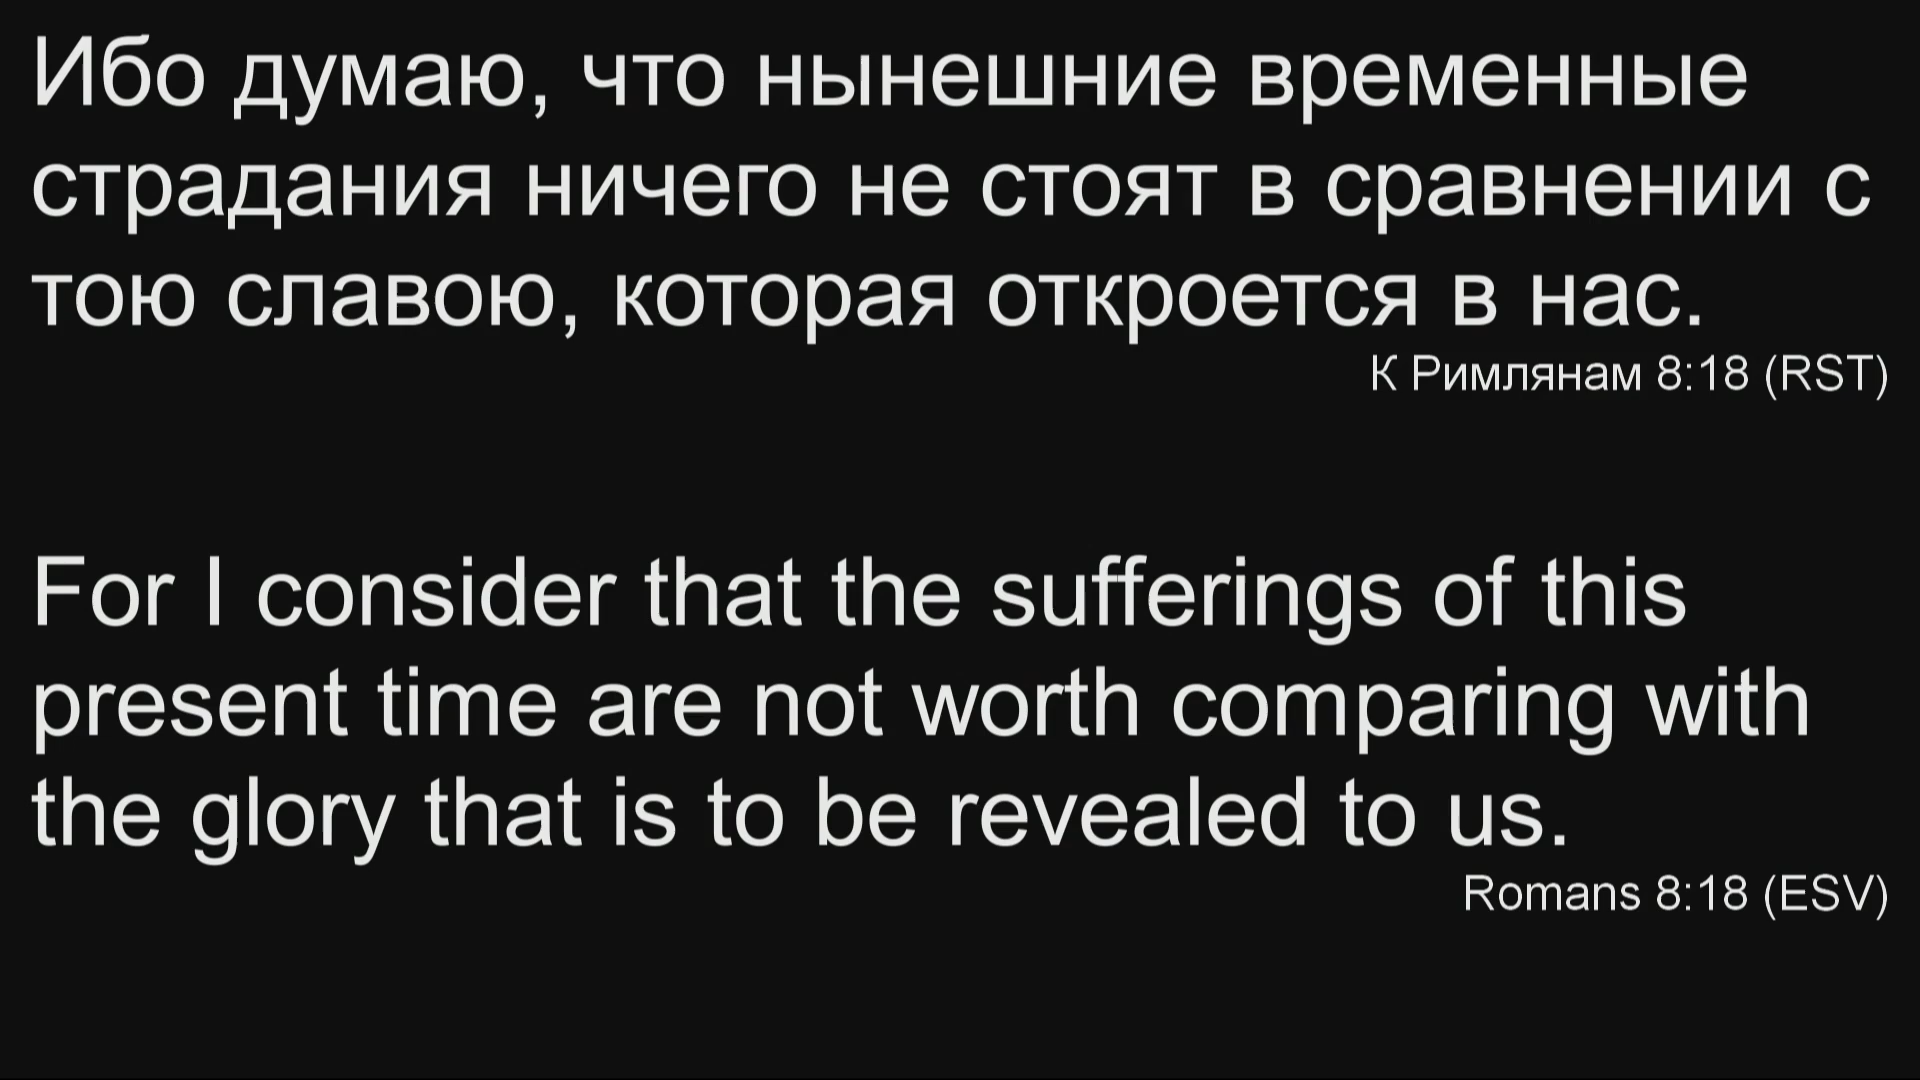 Ибо думаю, что нынешние временные
страдания ничего не стоят в сравнении с
тою славою, которая откроется в нас.
К Римлянам 8:18 (RST)
For I consider that the sufferings of this
present time are not worth comparing with
the glory that is to be revealed to us.
Romans 8:18 (ESV)